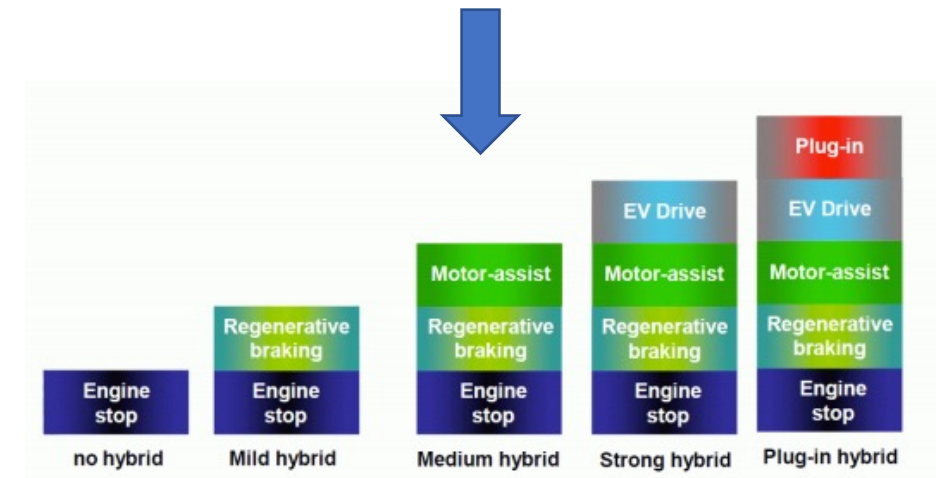 Plug-in
EV Drive
EV Drive
Motor-assist
Motor-assist
Motor-assist
Regenerative
braking
Regenerative
braking
Regenerative
braking
Regenerative
braking
Engine
stop
Engine
stop
Engine
stop
Engine
stop
Engine
stop
no hybrid
Mild hybrid
Medium hybrid
Strong hybrid
Plug-in hybrid